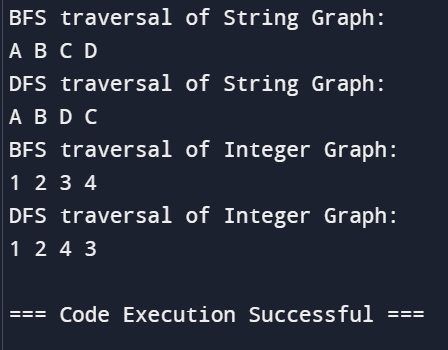 BFS traversal of String Graph:
A B C D
DFS traversal of String Graph:
A B D C
BFS traversal of Integer Graph:
1 2 3 4
DFS traversal of Integer Graph:
1 2 4 3
=== Code Execution Successful ===